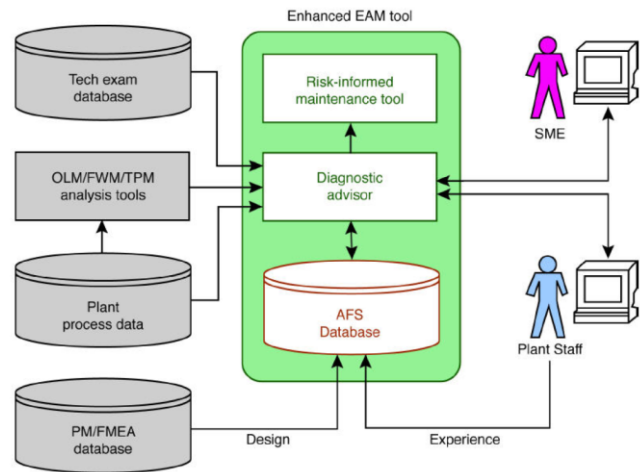 Enhanced EAM tool
Tech exam
database
Risk-informed
maintenance tool
SME
OLM/FWM/TPM
analysis tools
Diagnostic
advisor
Plant
process data
AFS
Database
Plant Staff
PM/FMEA
database
Design
Experience